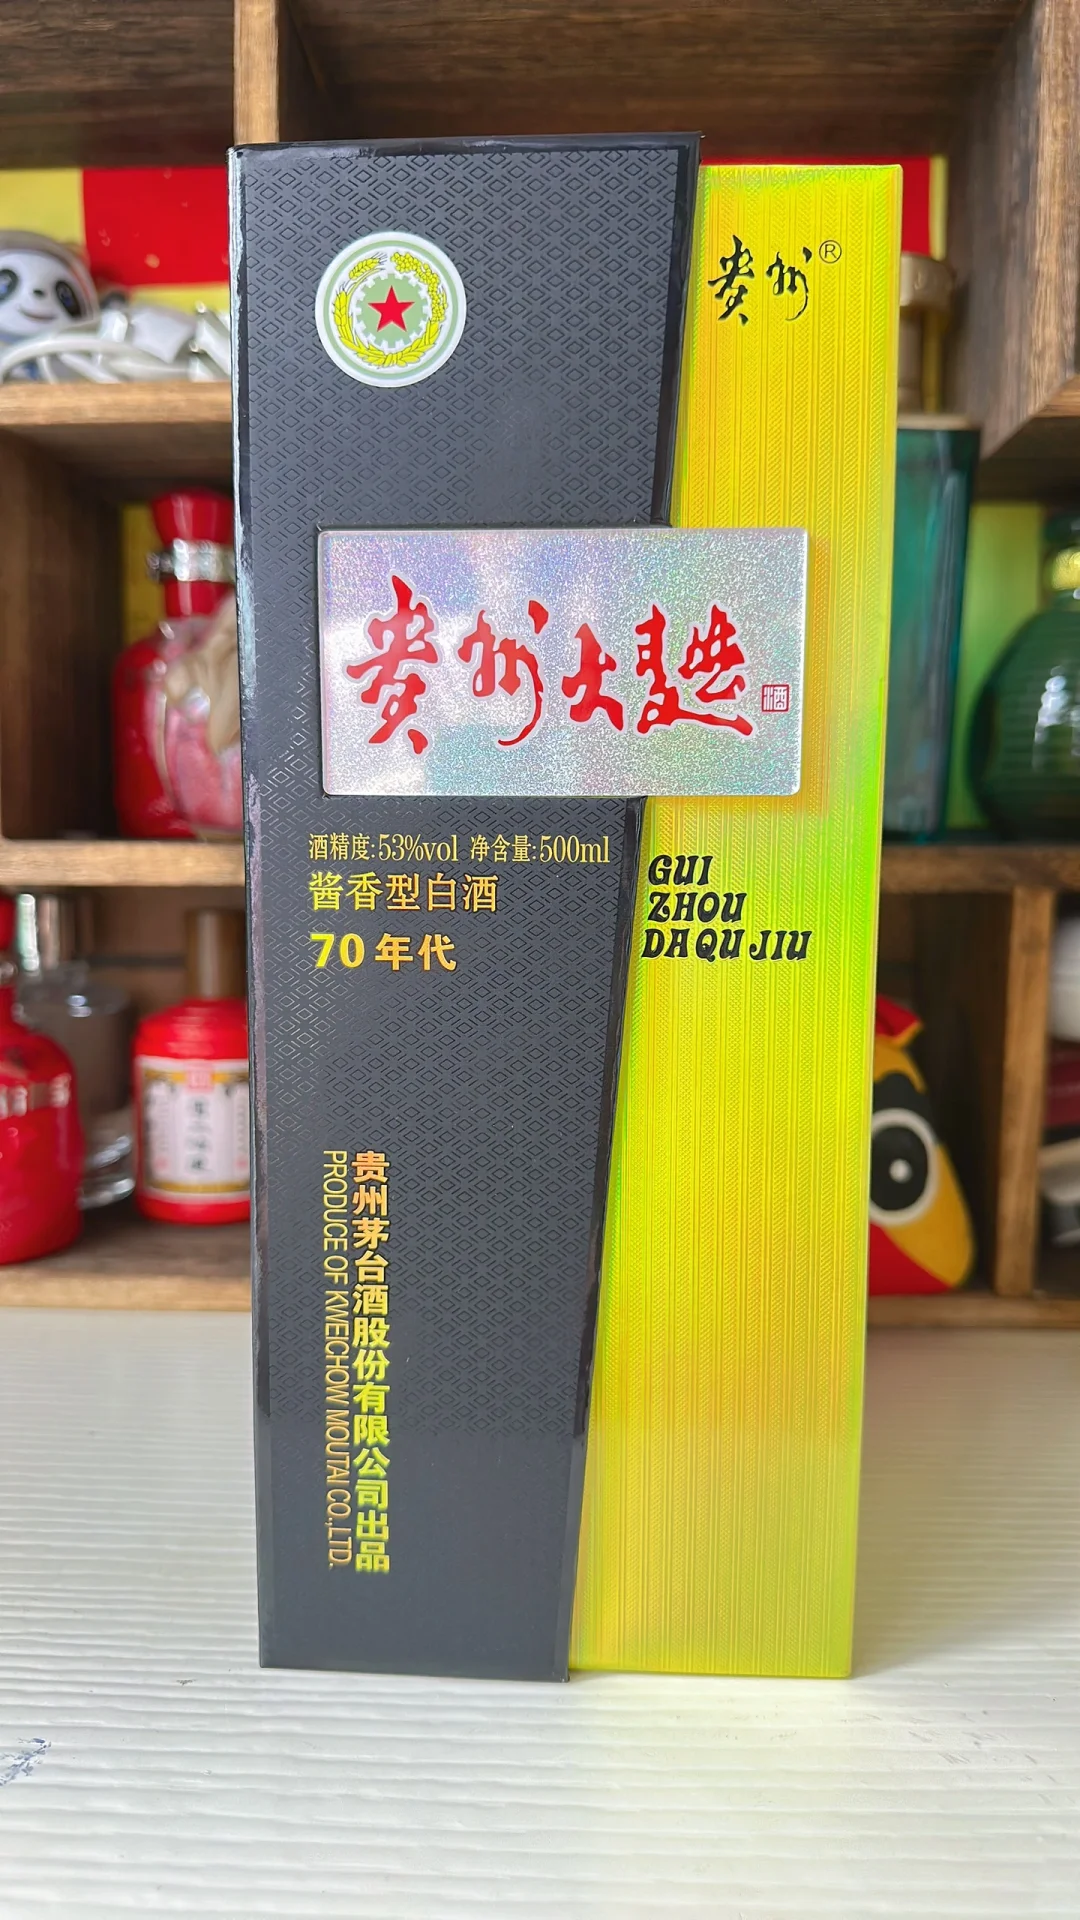 贵州®
贵州大曲
酒
酒精度:53%vol 净含量:500ml
酱香型白酒
70年代
GUI
ZHOU
DAQU JIU
贵州茅台酒股份有限公司出品
PRODUCE OF KWEICHOW MOUTAI CO.,LTD.